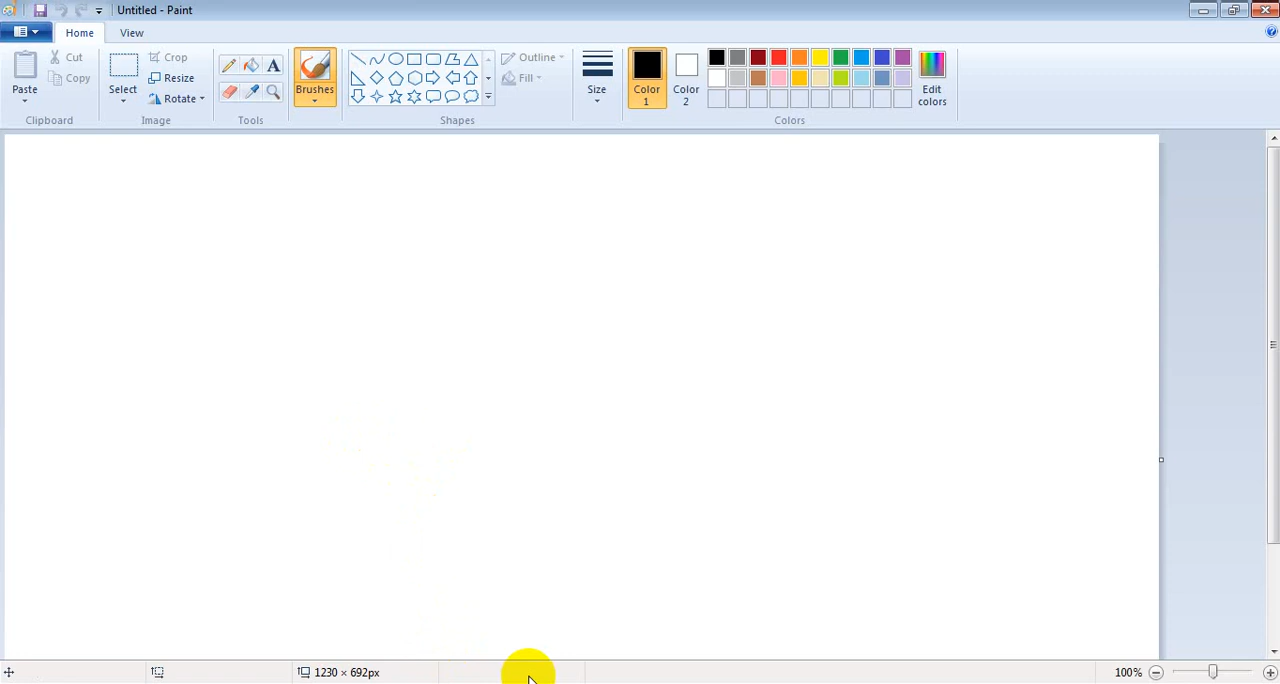 Untitled - Paint
Home
View
Paste
Cut
Copy
Clipboard
Select
Crop
Resize
Rotate
Image
A
Tools
Brushes
Outline
Fill
Shapes
Size
Color
1
Color
2
Edit
colors
Colors
1230 × 692px
100%